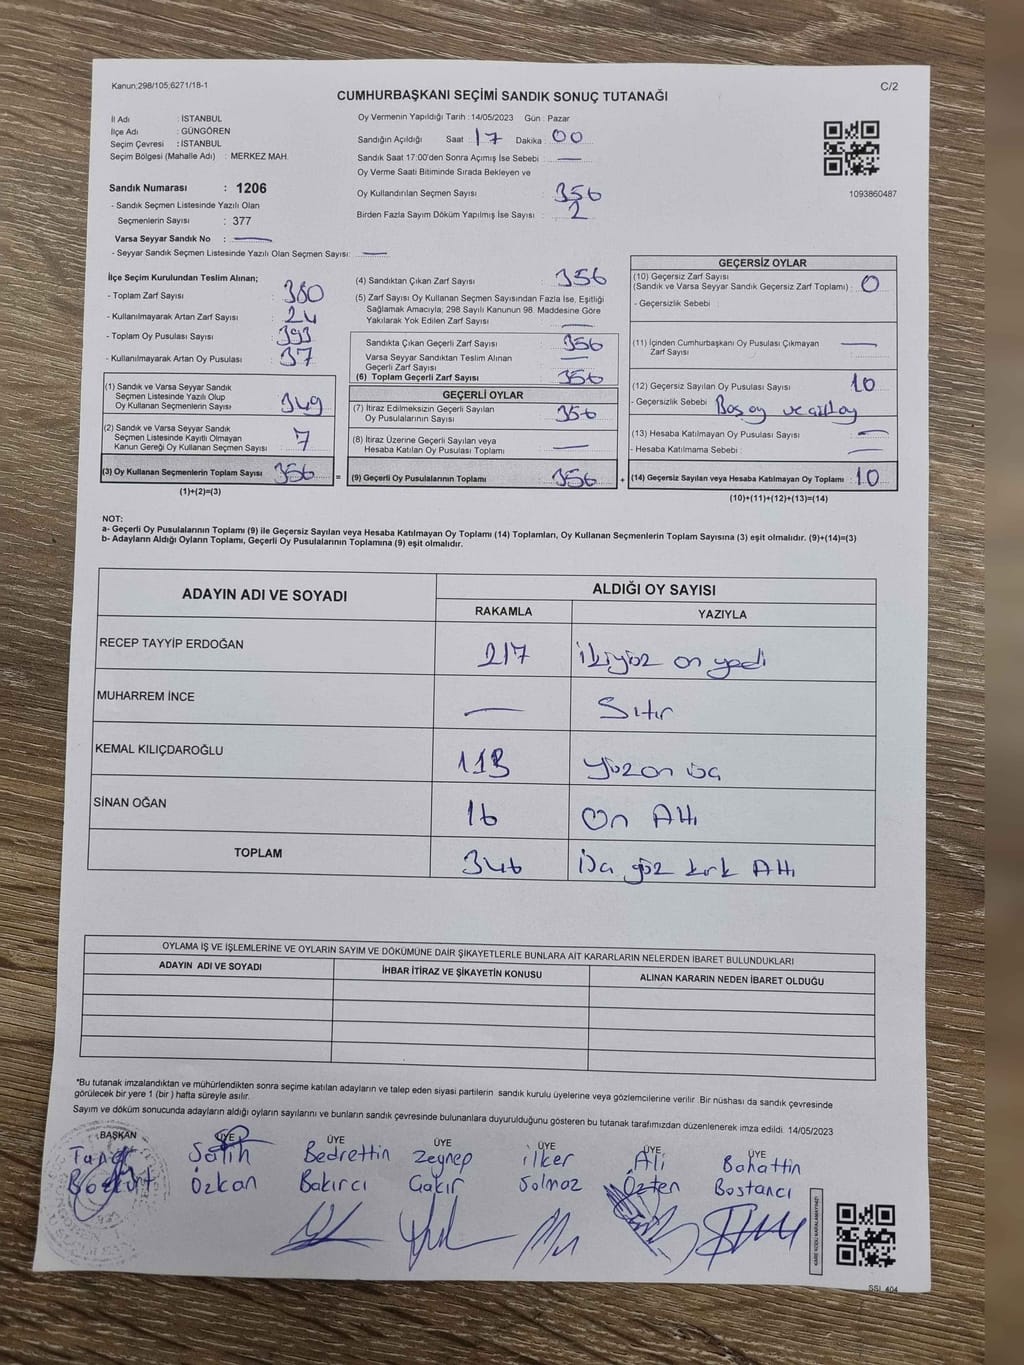 Kanun;298/105;6271/18-1
C/2
CUMHURBAŞKANI SEÇİMİ SANDIK SONUÇ TUTANAĞI
İl Adı : İSTANBUL
İlçe Adı : GÜNGÖREN
Seçim Çevresi : İSTANBUL
Seçim Bölgesi (Mahalle Adı) : MERKEZ MAH.
Sandık Numarası : 1206
- Sandık Seçmen Listesinde Yazılı Olan
Seçmenlerin Sayısı : 377
Varsa Seyyar Sandık No : —
- Seyyar Sandık Seçmen Listesinde Yazılı Olan Seçmen Sayısı: —
Oy Vermenin Yapıldığı Tarih : 14/05/2023 Gün : Pazar
Sandığın Açıldığı Saat : 17 Dakika : 00
Sandık Saat 17:00'den Sonra Açımış İse Sebebi : —
Oy Verme Saati Bitiminde Sırada Bekleyen ve
Oy Kullandırılan Seçmen Sayısı : 356
Birden Fazla Sayım Döküm Yapılmış İse Sayısı : 2
1093860487
İlçe Seçim Kurulundan Teslim Alınan;
- Toplam Zarf Sayısı : 380
- Kullanılmayarak Artan Zarf Sayısı : 24
- Toplam Oy Pusulası Sayısı : 393
- Kullanılmayarak Artan Oy Pusulası : 37
(1) Sandık ve Varsa Seyyar Sandık
Seçmen Listesinde Yazılı Olup
Oy Kullanan Seçmenlerin Sayısı : 349
(2) Sandık ve Varsa Seyyar Sandık
Seçmen Listesinde Kayıtlı Olmayan
Kanun Gereği Oy Kullanan Seçmen Sayısı : 7
(3) Oy Kullanan Seçmenlerin Toplam Sayısı : 356
(1)+(2)=(3)
=
(4) Sandıktan Çıkan Zarf Sayısı : 356
(5) Zarf Sayısı Oy Kullanan Seçmen Sayısından Fazla İse, Eşitliği
Sağlamak Amacıyla; 298 Sayılı Kanunun 98. Maddesine Göre
Yakılarak Yok Edilen Zarf Sayısı : —
Sandıkta Çıkan Geçerli Zarf Sayısı : 356
Varsa Seyyar Sandıktan Teslim Alınan
Geçerli Zarf Sayısı : —
(6) Toplam Geçerli Zarf Sayısı : 356
GEÇERLİ OYLAR
(7) İtiraz Edilmeksizin Geçerli Sayılan
Oy Pusulalarının Sayısı : 356
(8) İtiraz Üzerine Geçerli Sayılan veya
Hesaba Katılan Oy Pusulası Toplamı : —
(9) Geçerli Oy Pusulalarının Toplamı : 356
+
GEÇERSİZ OYLAR
(10) Geçersiz Zarf Sayısı
(Sandık ve Varsa Seyyar Sandık Geçersiz Zarf Toplamı) : 0
- Geçersizlik Sebebi :
(11) İçinden Cumhurbaşkanı Oy Pusulası Çıkmayan : —
Zarf Sayısı
(12) Geçersiz Sayılan Oy Pusulası Sayısı : 10
- Geçersizlik Sebebi : Boş oy ve
(13) Hesaba Katılmayan Oy Pusulası Sayısı : —
- Hesaba Katılmama Sebebi : —
(14) Geçersiz Sayılan veya Hesaba Katılmayan Oy Toplamı : 10
(10)+(11)+(12)+(13)=(14)
NOT:
a- Geçerli Oy Pusulalarının Toplamı (9) ile Geçersiz Sayılan veya Hesaba Katılmayan Oy Toplamı (14) Toplamları, Oy Kullanan Seçmenlerin Toplam Sayısına (3) eşit olmalıdır. (9)+(14)=(3)
b- Adayların Aldığı Oyların Toplamı, Geçerli Oy Pusulalarının Toplamına (9) eşit olmalıdır.
ADAYIN ADI VE SOYADI ALDIĞI OY SAYISI
RAKAMLA YAZIYLA
RECEP TAYYİP ERDOĞAN 217 ikiyüz on yedi
MUHARREM İNCE — Sıfır
KEMAL KILIÇDAROĞLU 113 yüzon üç
SİNAN OĞAN 16 On Altı
TOPLAM 346 üç yüz kırk Altı
OYLAMA İŞ VE İŞLEMLERİNE VE OYLARIN SAYIM VE DÖKÜMÜNE DAİR ŞİKAYETLERLE BUNLARA AİT KARARLARIN NELERDEN İBARET BULUNDUKLARI
ADAYIN ADI VE SOYADI İHBAR İTİRAZ VE ŞİKAYETİN KONUSU ALINAN KARARIN NEDEN İBARET OLDUĞU
*Bu tutanak imzalandıktan ve mühürlendikten sonra seçime katılan adayların ve talep eden siyasi partilerin sandık kurulu üyelerine veya gözlemcilerine verilir. Bir nüshası da sandık çevresinde
görülecek bir yere 1 (bir ) hafta süreyle asılır.
Sayım ve döküm sonucunda adayların aldığı oyların sayılarını ve bunların sandık çevresinde bulunanlara duyurulduğunu gösteren bu tutanak tarafımızdan düzenlenerek imza edildi. 14/05/2023
BAŞKAN ÜYE ÜYE ÜYE ÜYE ÜYE ÜYE
Taner Salih Bedrettin Zeynep ilker Ali Bahattin
Bozkurt Özkan Bakırcı Çakır Solmaz Özten Bostancı
KARE KODU KARALAMAYINIZ!
SSI_404